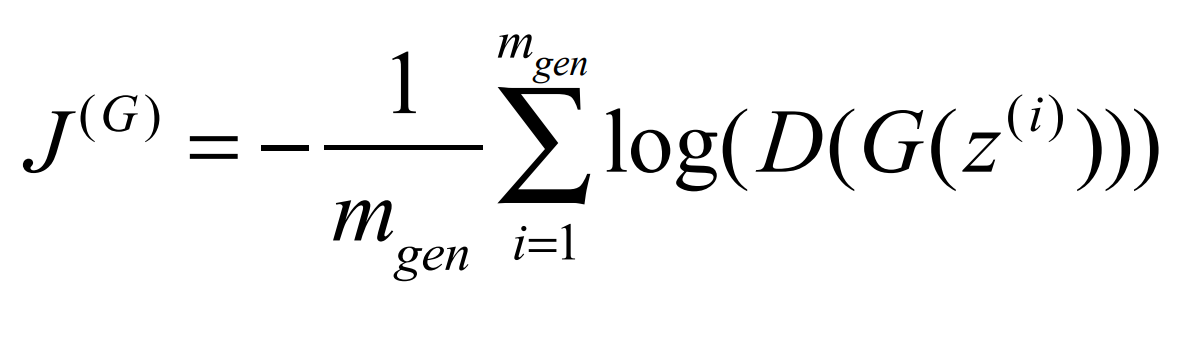 J^{(G)} = -\frac{1}{m_{gen}} \sum_{i=1}^{m_{gen}} \log(D(G(z^{(i)})))